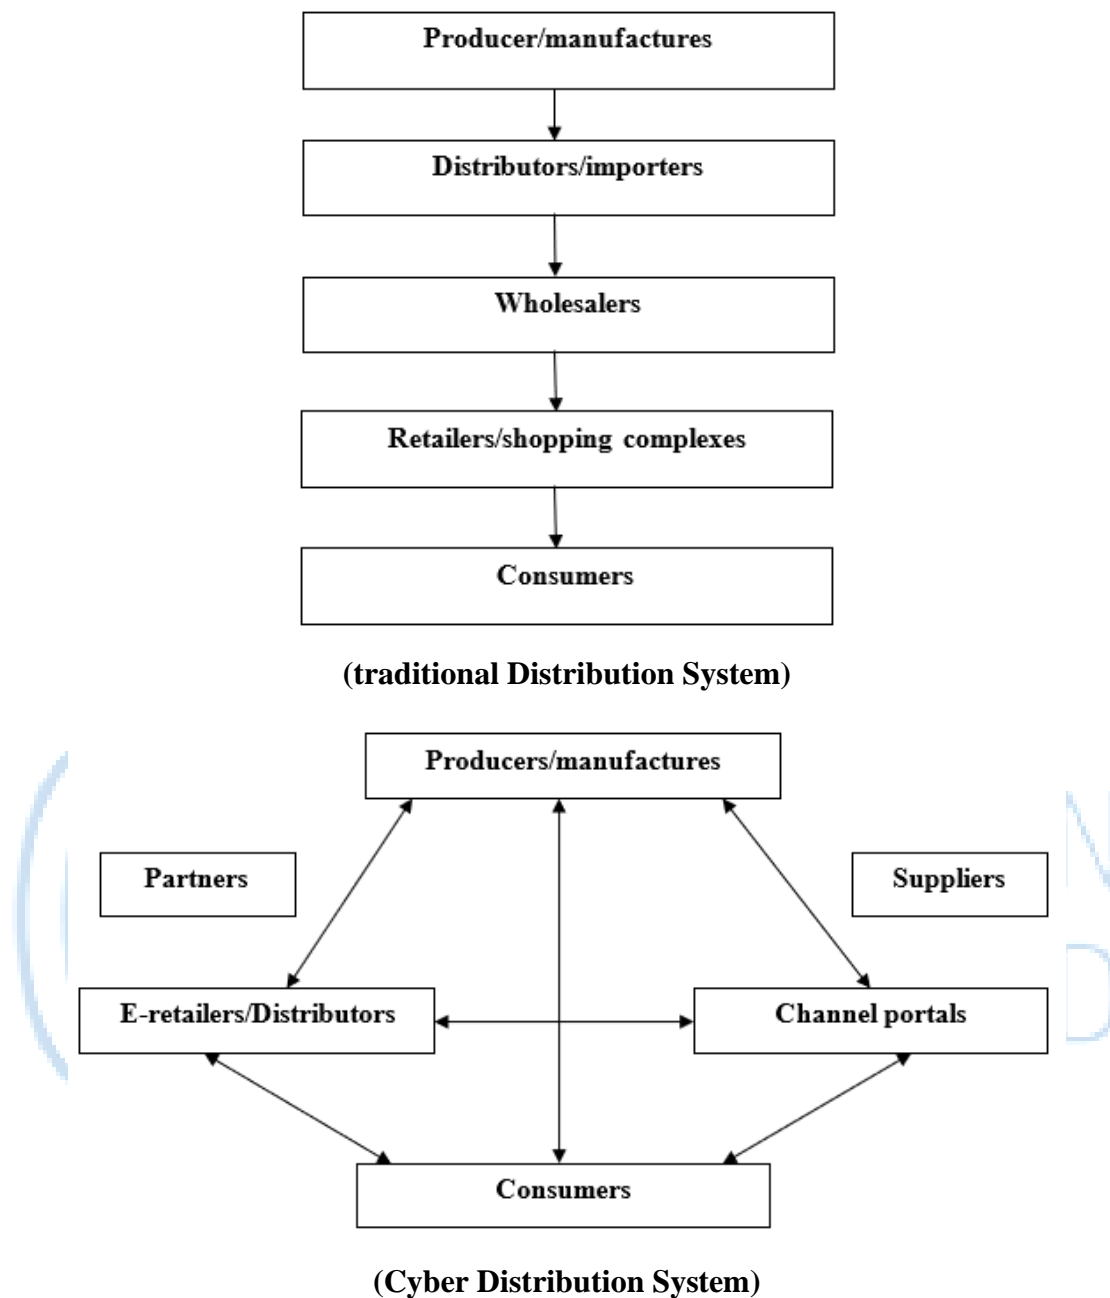 Producer/manufactures
Distributors/importers
Wholesalers
Retailers/shopping complexes
Consumers
(traditional Distribution System)
Producers/manufactures
Partners
Suppliers
E-retailers/Distributors
Channel portals
Consumers
(Cyber Distribution System)